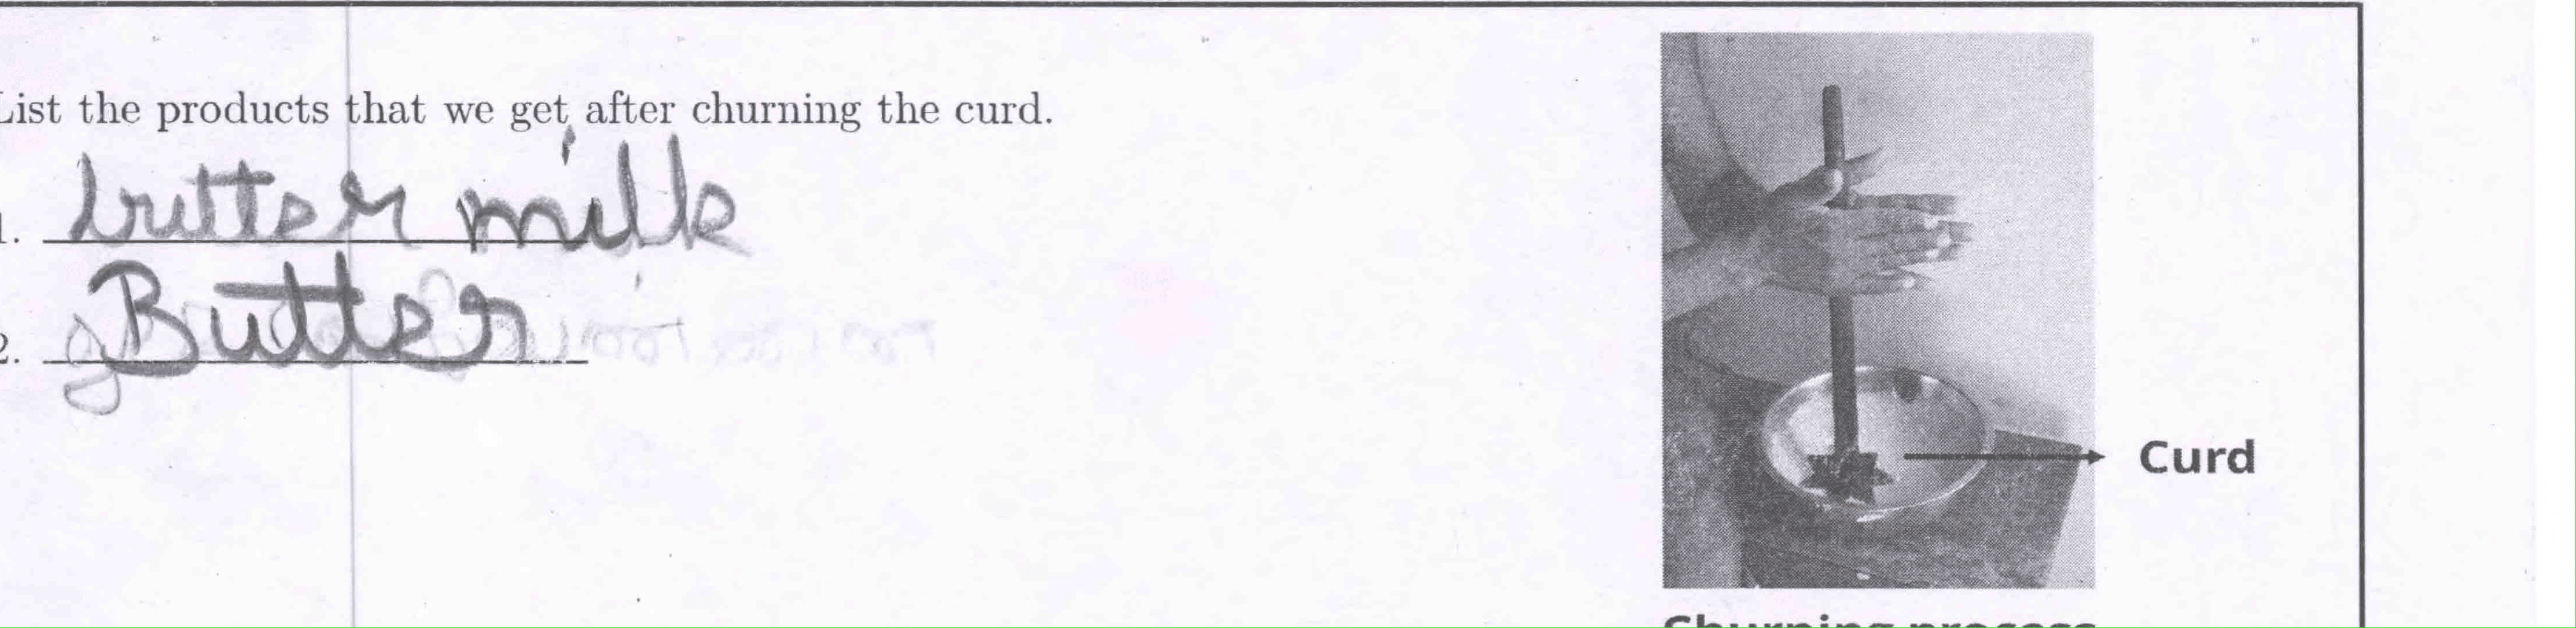 List the products that we get after churning the curd.
1. butter milk
2. Butter
Curd
Churning process